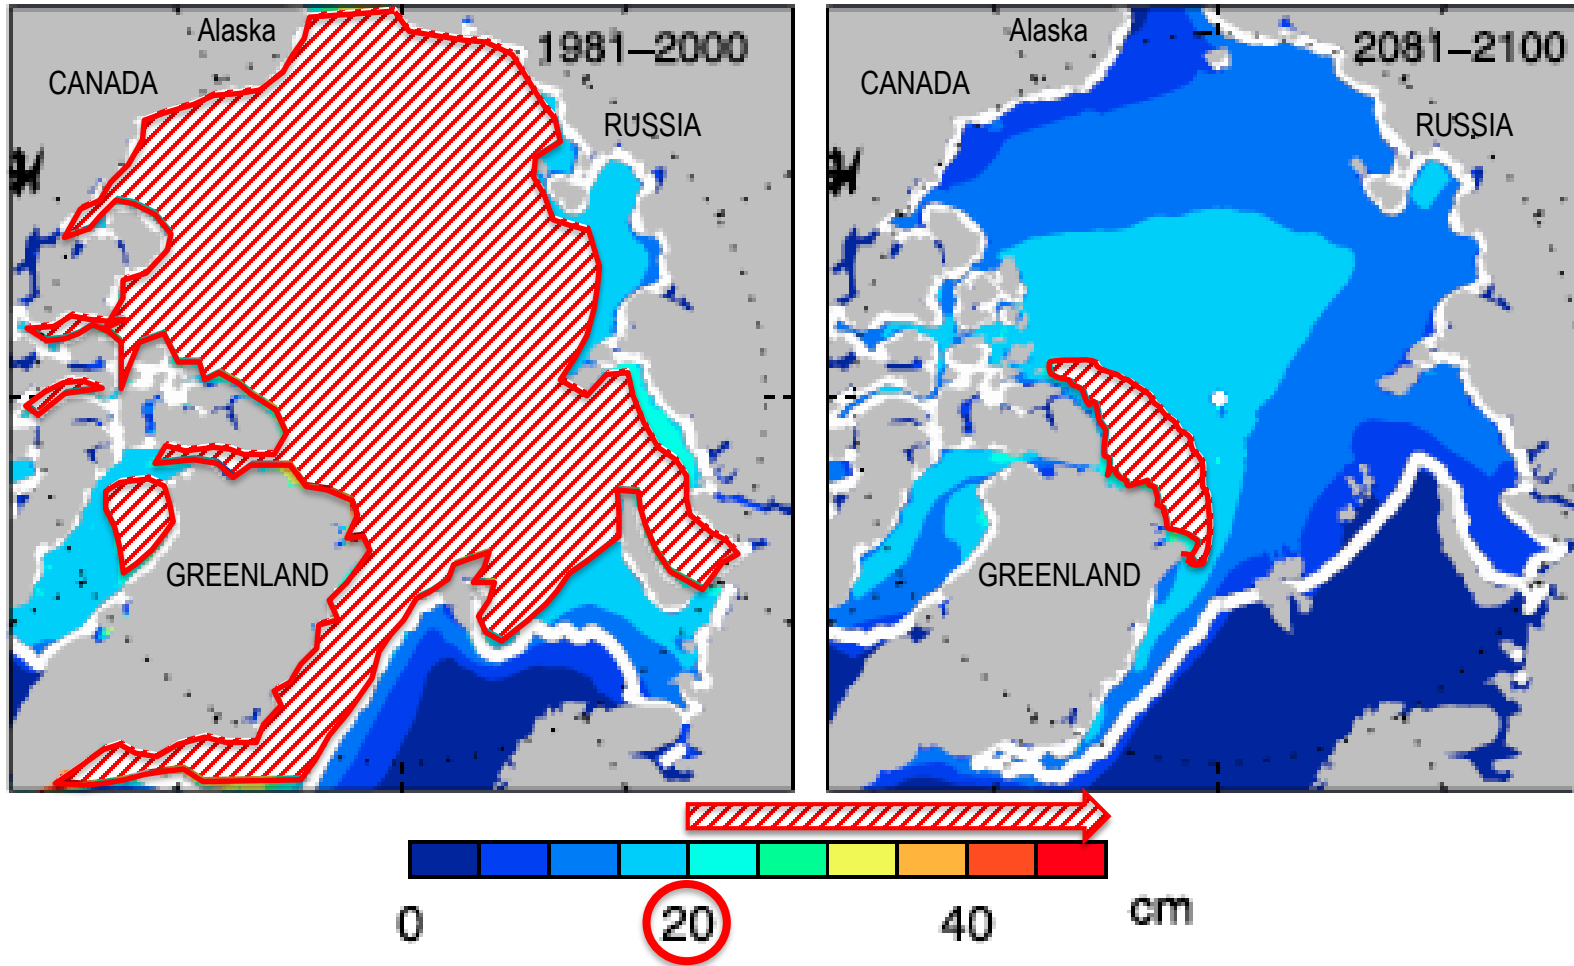 Alaska
1981–2000
CANADA
RUSSIA
GREENLAND
Alaska
2081–2100
CANADA
RUSSIA
GREENLAND
0
20
40
cm